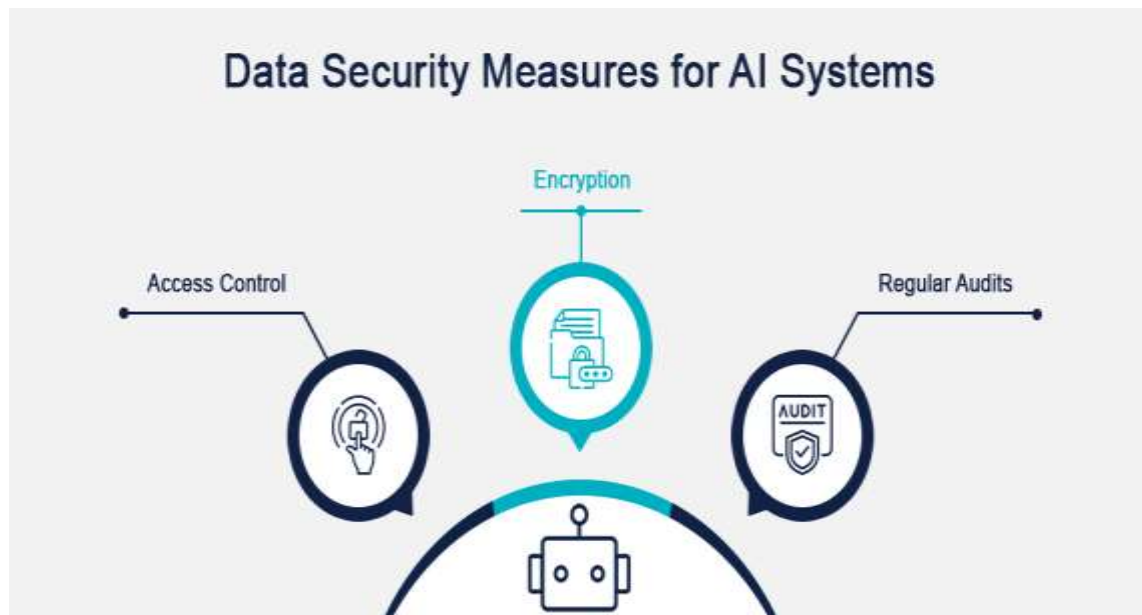 Data Security Measures for AI Systems
Encryption
Access Control
Regular Audits
AUDIT